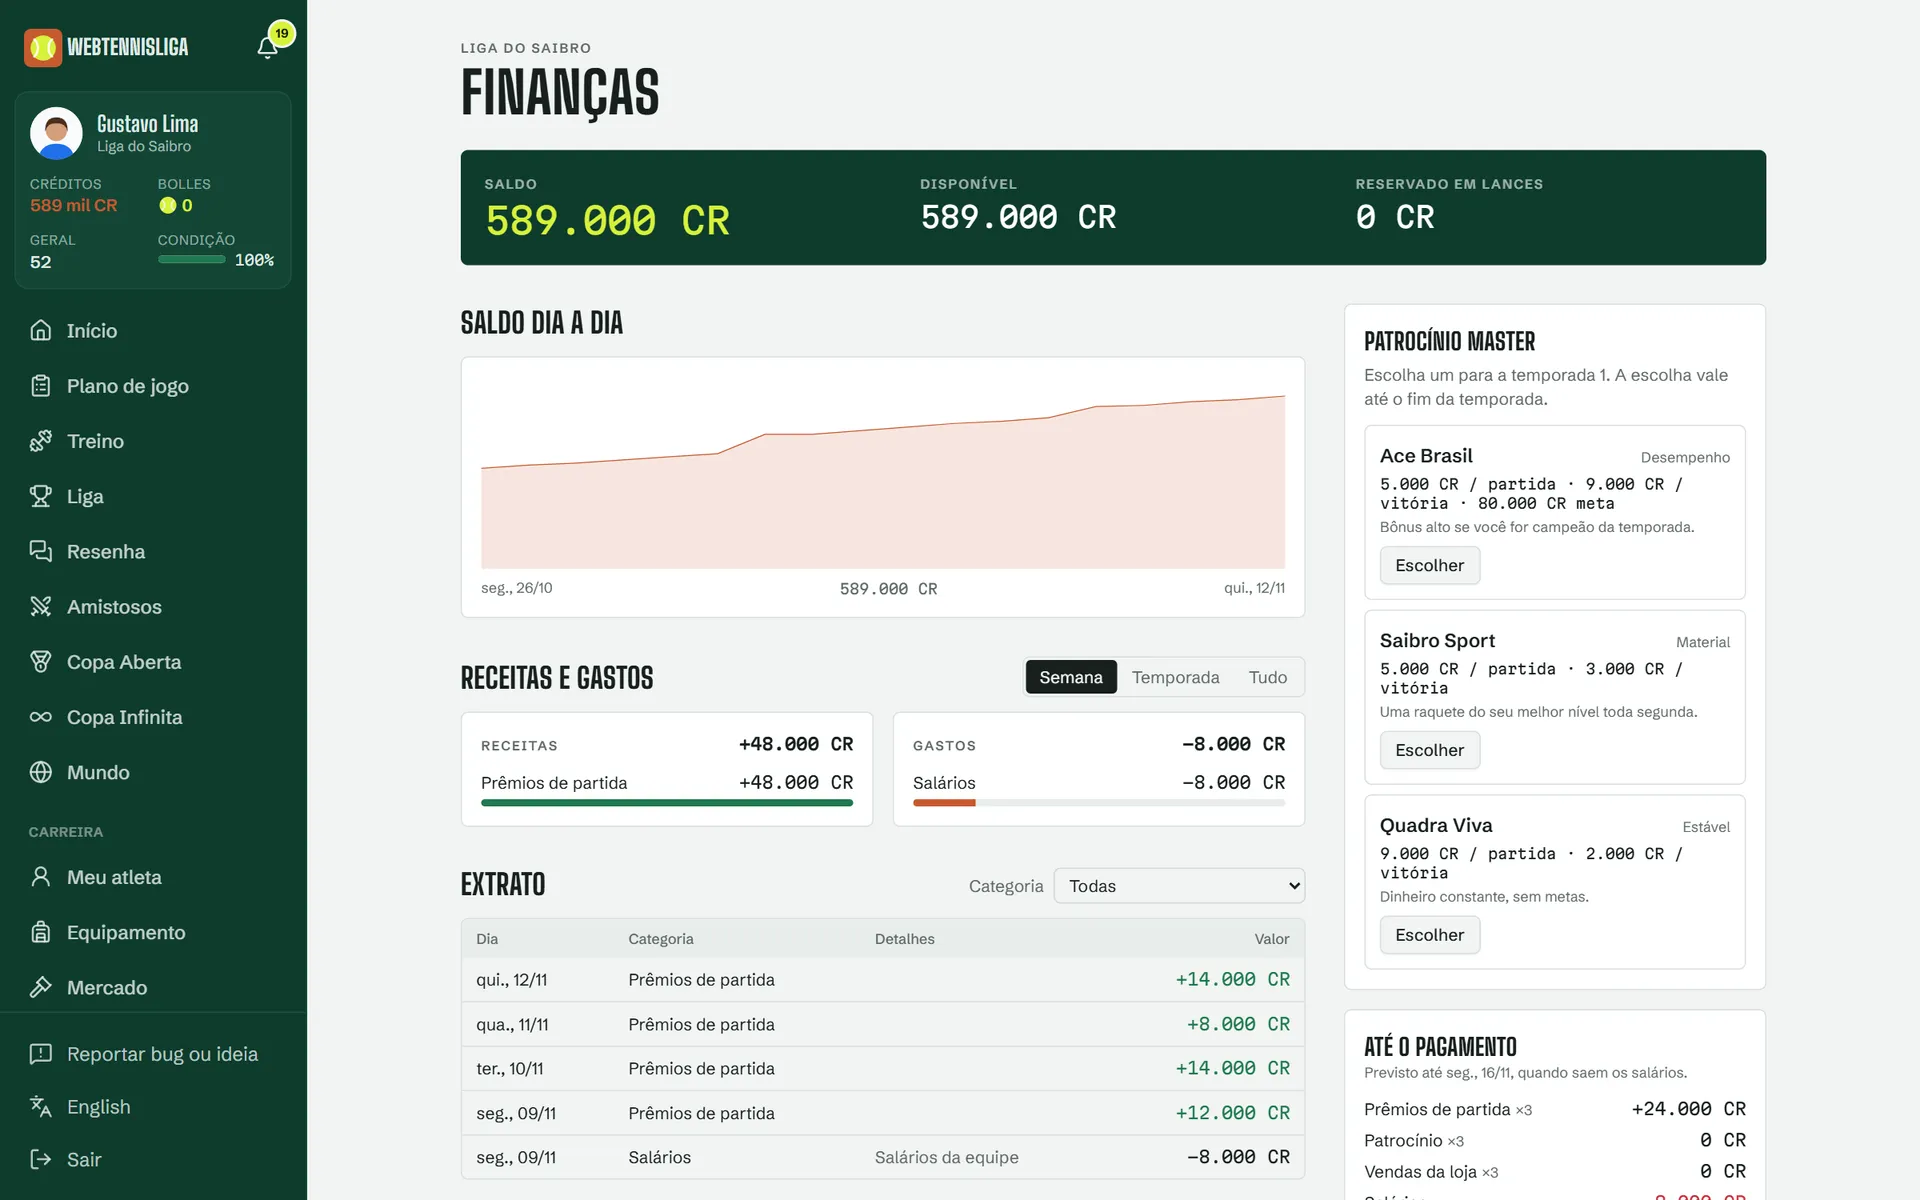 WEBTENNISLIGA
19
Gustavo Lima
Liga do Saibro
CRÉDITOS
589 mil CR
BOLLES
0
GERAL
52
CONDIÇÃO
100%
Início
Plano de jogo
Treino
Liga
Resenha
Amistosos
Copa Aberta
Copa Infinita
Mundo
CARREIRA
Meu atleta
Equipamento
Mercado
Reportar bug ou ideia
English
Sair
LIGA DO SAIBRO
FINANÇAS
SALDO
589.000 CR
DISPONÍVEL
589.000 CR
RESERVADO EM LANCES
0 CR
SALDO DIA A DIA
seg., 26/10
589.000 CR
qui., 12/11
RECEITAS E GASTOS
Semana
Temporada
Tudo
RECEITAS +48.000 CR
Prêmios de partida +48.000 CR
GASTOS −8.000 CR
Salários −8.000 CR
EXTRATO
Categoria Todas
Dia Categoria Detalhes Valor
qui., 12/11 Prêmios de partida +14.000 CR
qua., 11/11 Prêmios de partida +8.000 CR
ter., 10/11 Prêmios de partida +14.000 CR
seg., 09/11 Prêmios de partida +12.000 CR
seg., 09/11 Salários Salários da equipe −8.000 CR
PATROCÍNIO MASTER
Escolha um para a temporada 1. A escolha vale
até o fim da temporada.
Ace Brasil Desempenho
5.000 CR / partida · 9.000 CR /
vitória · 80.000 CR meta
Bônus alto se você for campeão da temporada.
Escolher
Saibro Sport Material
5.000 CR / partida · 3.000 CR /
vitória
Uma raquete do seu melhor nível toda segunda.
Escolher
Quadra Viva Estável
9.000 CR / partida · 2.000 CR /
vitória
Dinheiro constante, sem metas.
Escolher
ATÉ O PAGAMENTO
Previsto até seg., 16/11, quando saem os salários.
Prêmios de partida ×3 +24.000 CR
Patrocínio ×3 0 CR
Vendas da loja ×3 0 CR